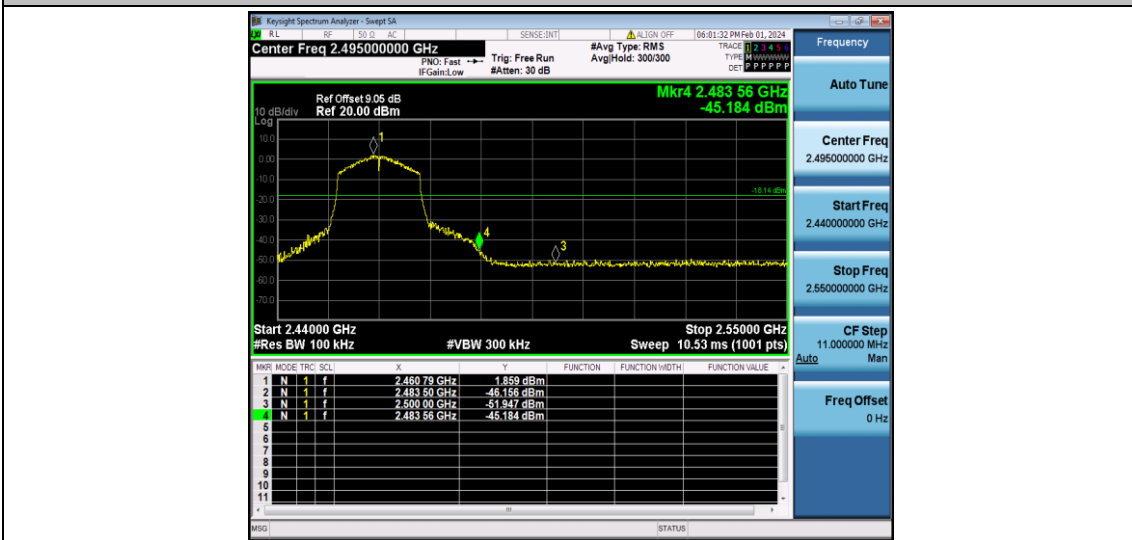 Keysight Spectrum Analyzer - Swept SA
RL RF 50 Ω AC SENSE:INT ALIGN OFF 06:01:32 PM Feb 01, 2024
Center Freq 2.495000000 GHz
#Avg Type: RMS
TRACE 1 2 3 4 5 6
PNO: Fast Trig: Free Run Avg|Hold: 300/300
TYPE M WWWWW
IFGain:Low #Atten: 30 dB
DET P P P P P P
Mkr4 2.483 56 GHz
-45.184 dBm
Ref Offset 9.05 dB
10 dB/div Ref 20.00 dBm
Log
10.0
0.00
-10.0
-20.0
-30.0
-40.0
-50.0
-60.0
-70.0
1
-18.14 dBm
4
3
Start 2.44000 GHz Stop 2.55000 GHz
#Res BW 100 kHz #VBW 300 kHz Sweep 10.53 ms (1001 pts)
MKR MODE TRC SCL X Y FUNCTION FUNCTION WIDTH FUNCTION VALUE
1 N 1 f 2.460 79 GHz 1.859 dBm
2 N 1 f 2.483 50 GHz -46.156 dBm
3 N 1 f 2.500 00 GHz -51.947 dBm
4 N 1 f 2.483 56 GHz -45.184 dBm
5
6
7
8
9
10
11
MSG STATUS
Frequency
Auto Tune
Center Freq
2.495000000 GHz
Start Freq
2.440000000 GHz
Stop Freq
2.550000000 GHz
CF Step
11.000000 MHz
Auto Man
Freq Offset
0 Hz